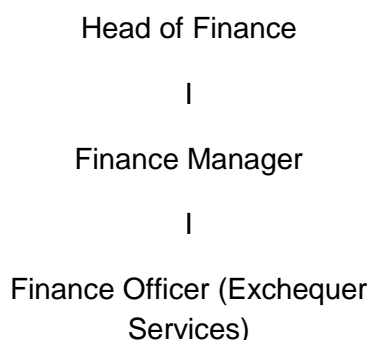 Head of Finance
I
Finance Manager
I
Finance Officer (Exchequer
Services)